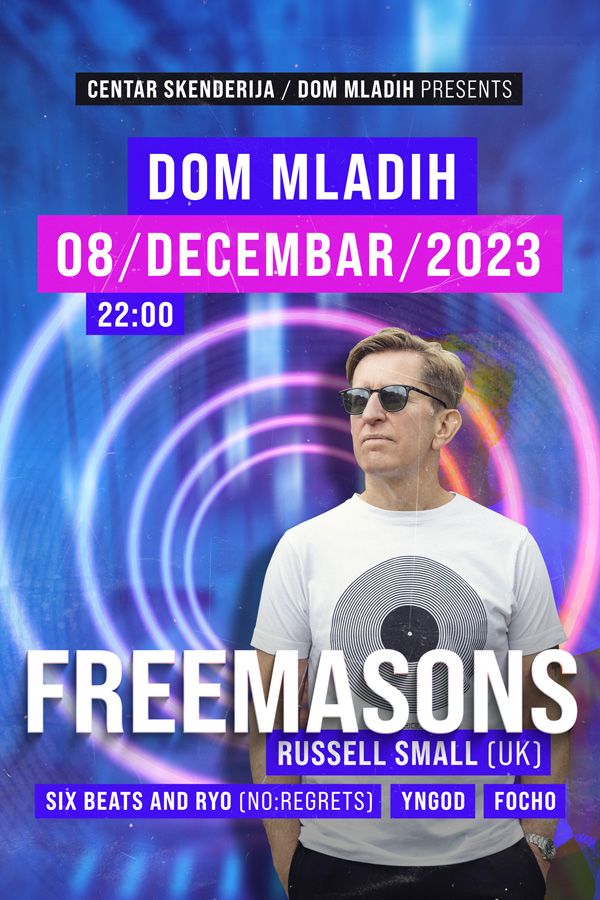 CENTAR SKENDERIJA / DOM MLADIH PRESENTS
DOM MLADIH
08/DECEMBAR/2023
22:00
FREEMASONS
RUSSELL SMALL (UK)
SIX BEATS AND RYO (NO:REGRETS) YNGOD FOCHO